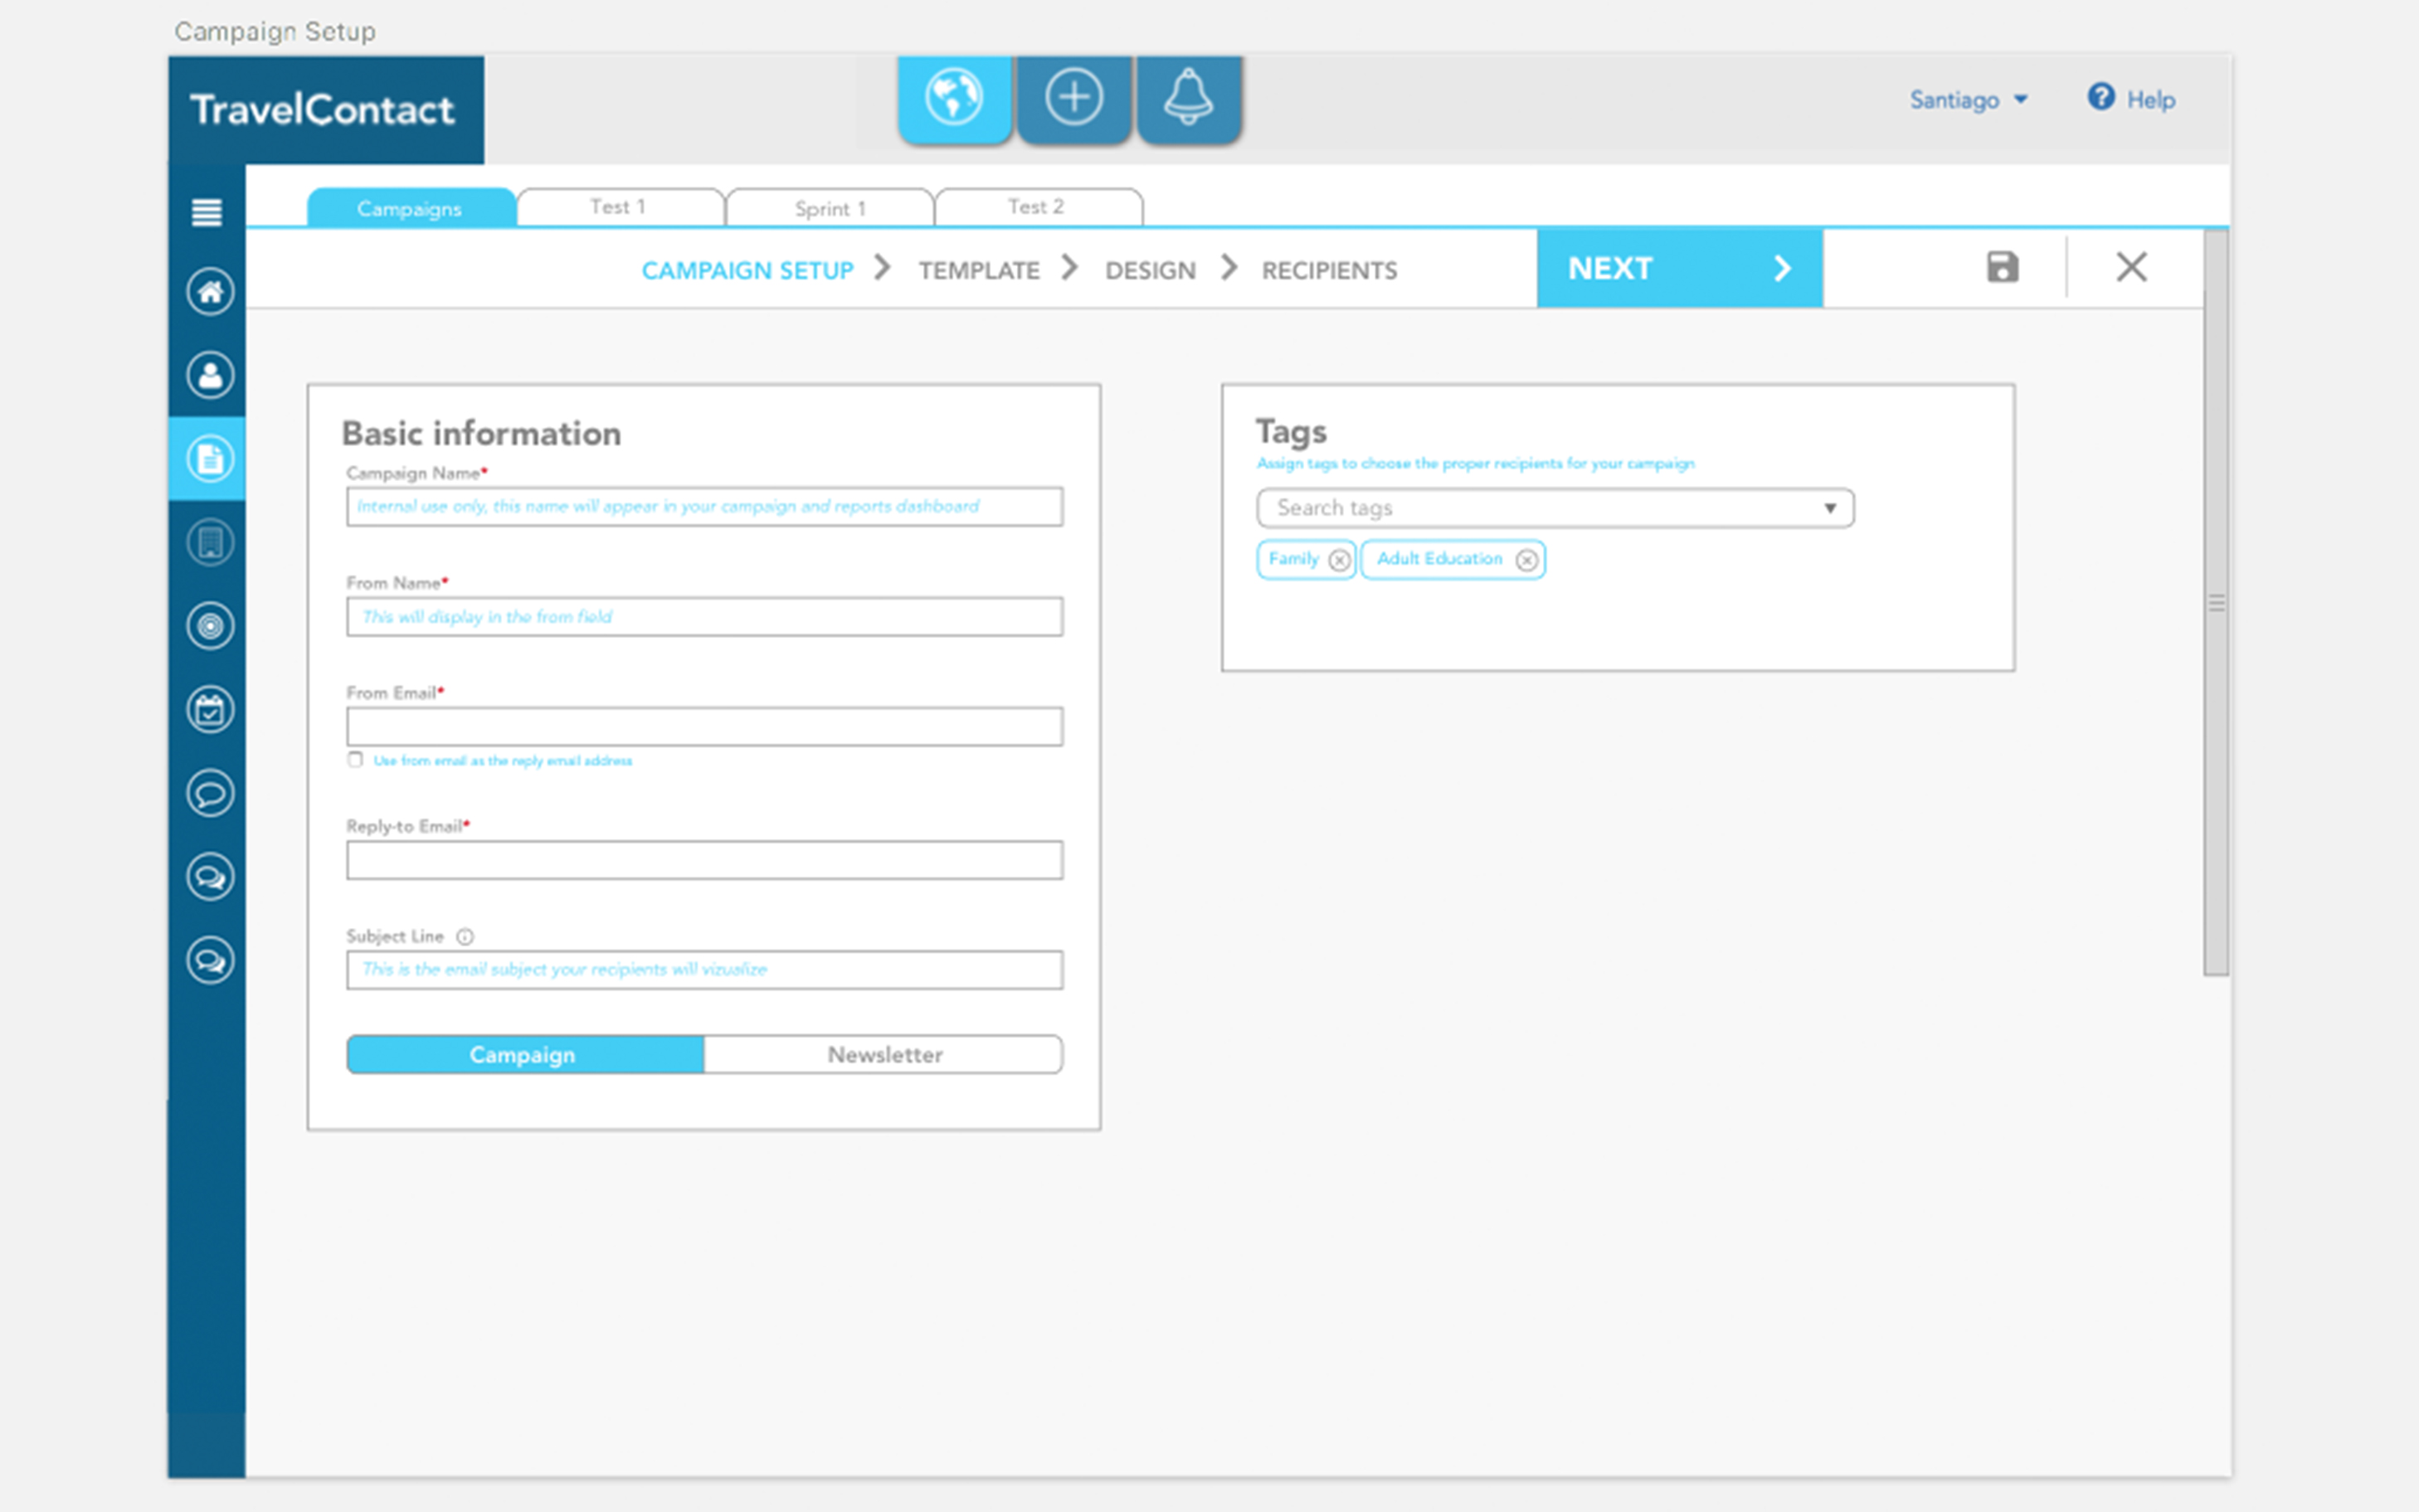 Campaign Setup
TravelContact
Santiago
? Help
Campaigns
Test 1
Sprint 1
Test 2
CAMPAIGN SETUP
TEMPLATE
DESIGN
RECIPIENTS
NEXT
Basic information
Campaign Name*
Internal use only, this name will appear in your campaign and reports dashboard
From Name*
This will display in the from field
From Email*
Use from email as the reply email address
Reply-to Email*
Subject Line
This is the email subject your recipients will vizualize
Campaign
Newsletter
Tags
Assign tags to choose the proper recipients for your campaign
Search tags
Family
Adult Education